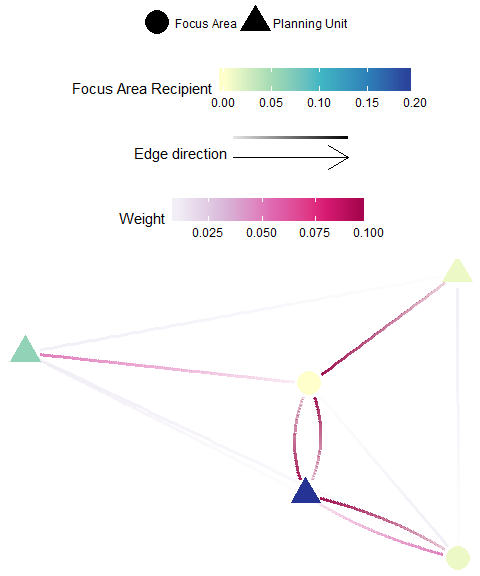 Focus Area Planning Unit
Focus Area Recipient
0.00 0.05 0.10 0.15 0.20
Edge direction
Weight
0.025 0.050 0.075 0.100